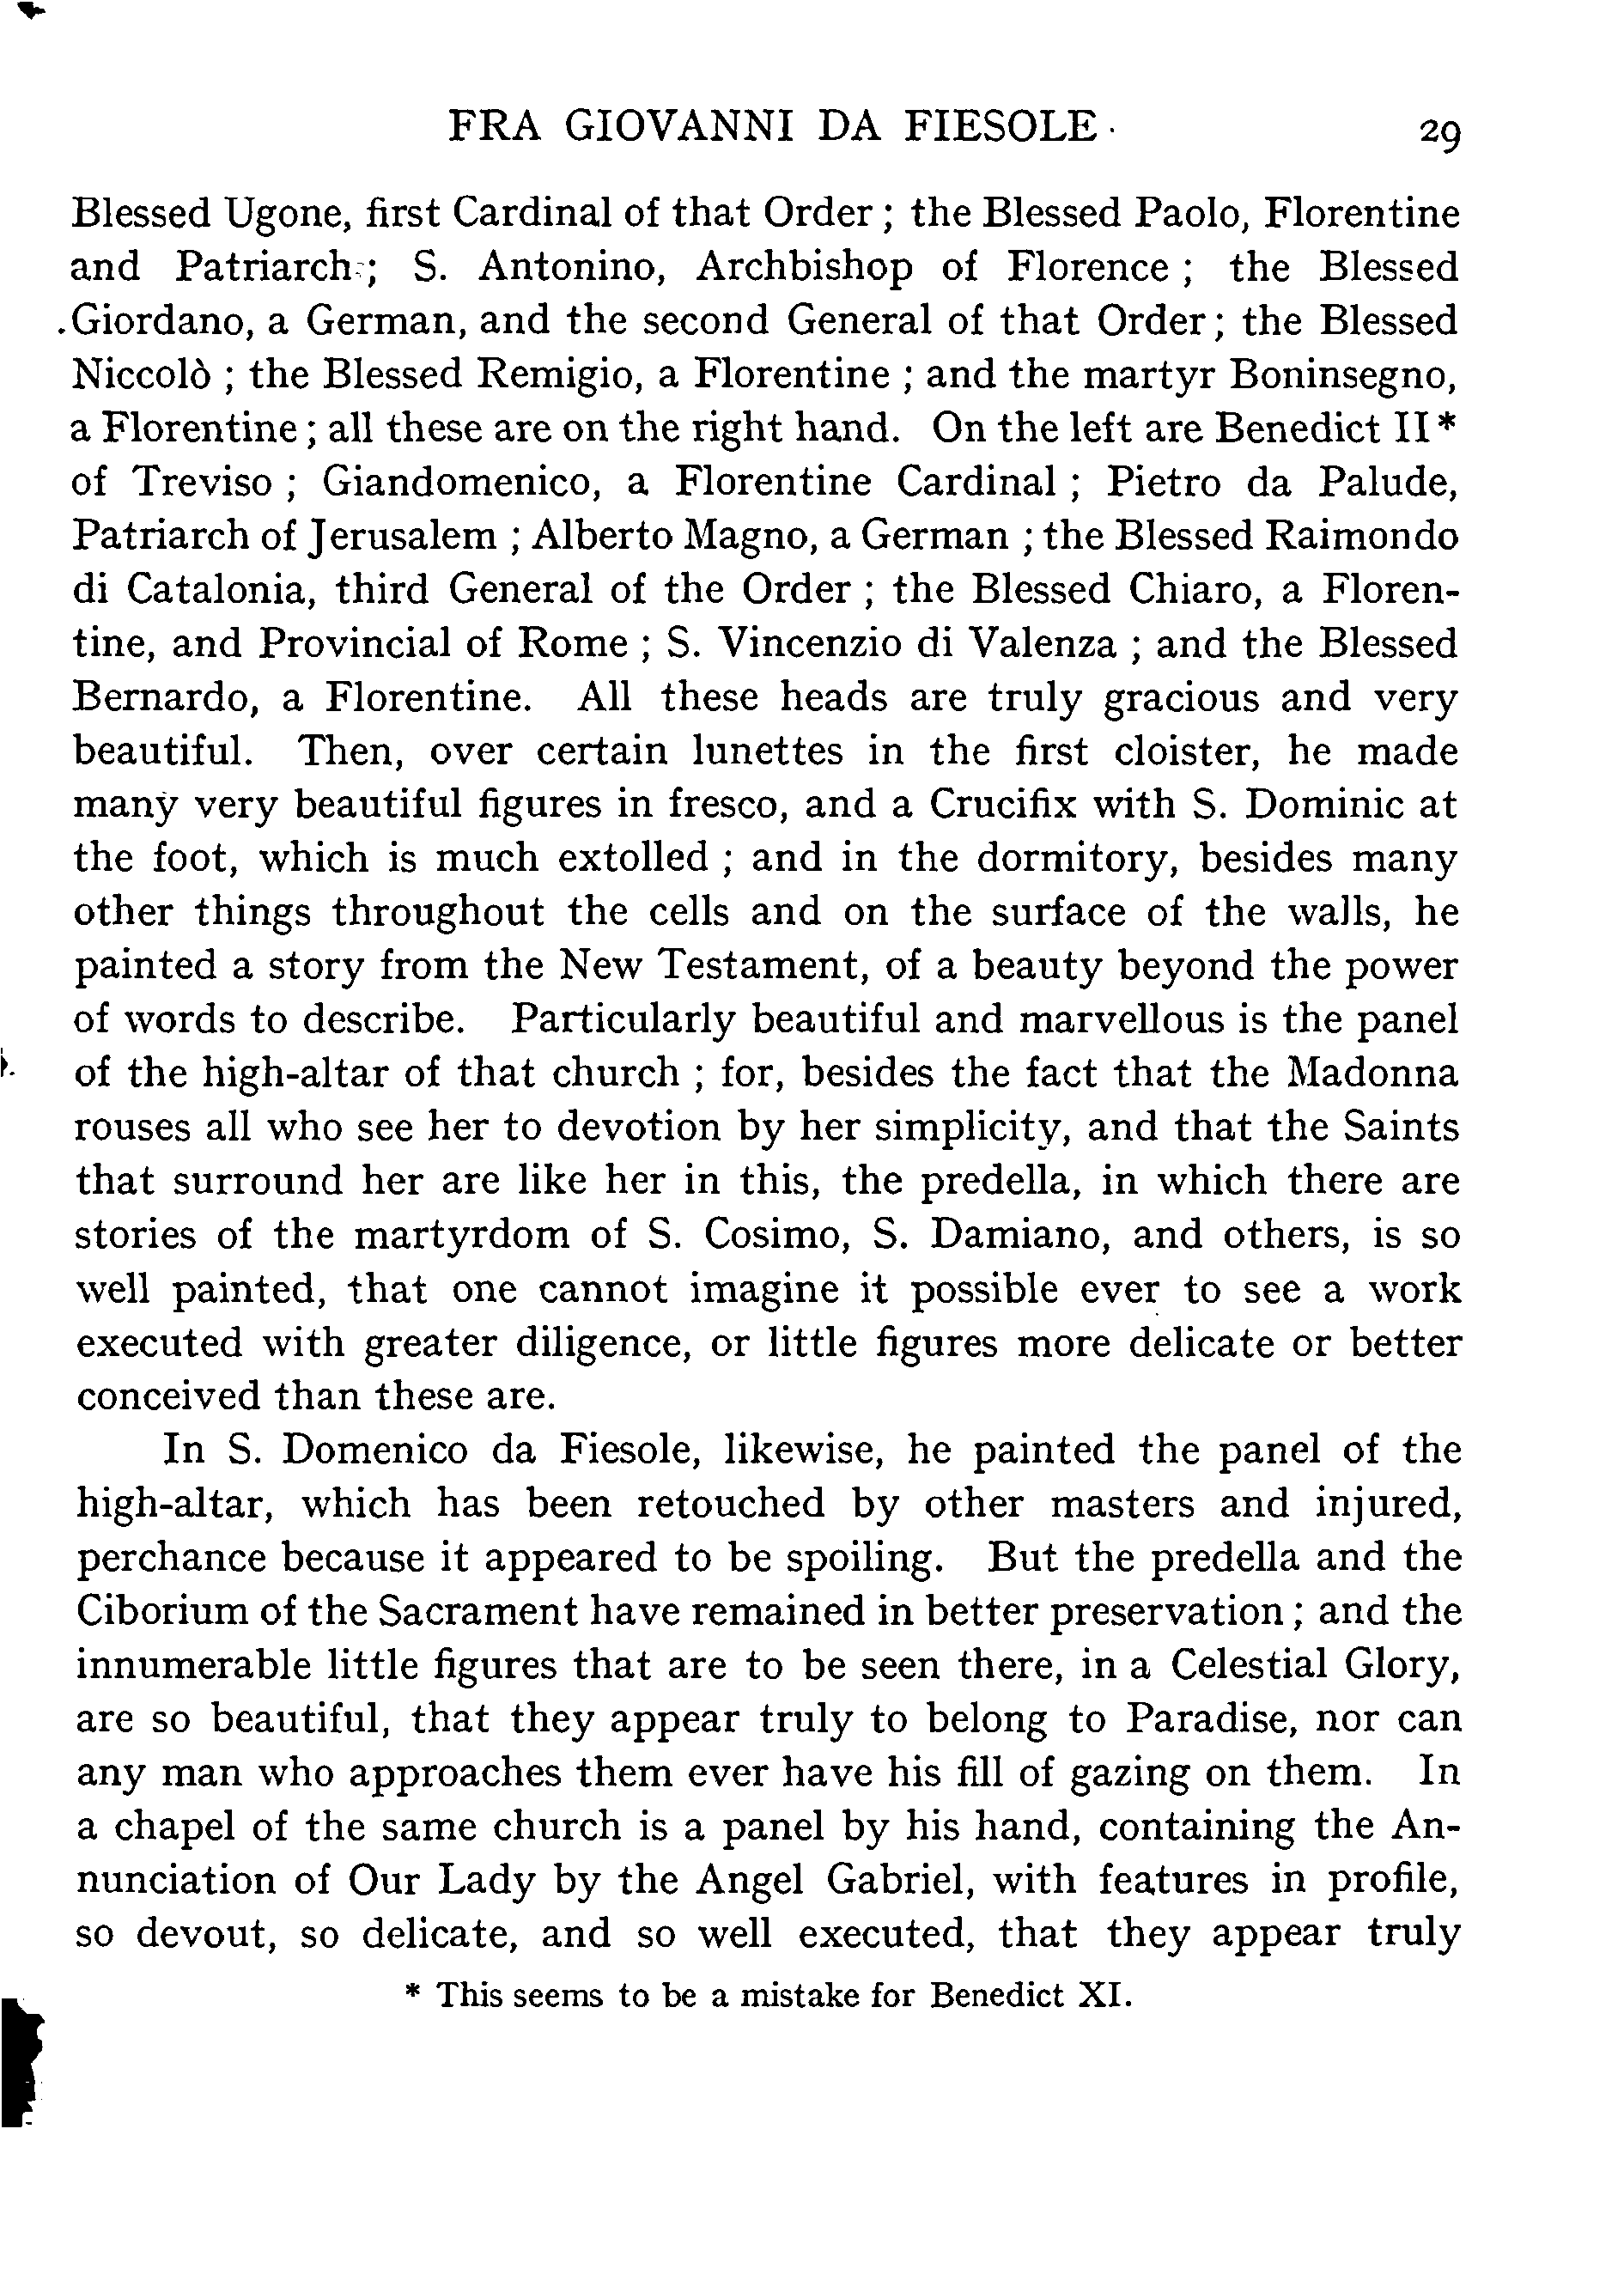 FRA GIOVANNI DA FIESOLE 29
Blessed Ugone, first Cardinal of that Order ; the Blessed Paolo, Florentine
and Patriarch ; S. Antonino, Archbishop of Florence ; the Blessed
Giordano, a German, and the second General of that Order ; the Blessed
Niccolò ; the Blessed Remigio, a Florentine ; and the martyr Boninsegno,
a Florentine ; all these are on the right hand. On the left are Benedict II *
of Treviso ; Giandomenico, a Florentine Cardinal ; Pietro da Palude,
Patriarch of Jerusalem ; Alberto Magno, a German ; the Blessed Raimondo
di Catalonia, third General of the Order ; the Blessed Chiaro, a Floren-
tine, and Provincial of Rome ; S. Vincenzio di Valenza ; and the Blessed
Bernardo, a Florentine. All these heads are truly gracious and very
beautiful. Then, over certain lunettes in the first cloister, he made
many very beautiful figures in fresco, and a Crucifix with S. Dominic at
the foot, which is much extolled ; and in the dormitory, besides many
other things throughout the cells and on the surface of the walls, he
painted a story from the New Testament, of a beauty beyond the power
of words to describe. Particularly beautiful and marvellous is the panel
of the high-altar of that church ; for, besides the fact that the Madonna
rouses all who see her to devotion by her simplicity, and that the Saints
that surround her are like her in this, the predella, in which there are
stories of the martyrdom of S. Cosimo, S. Damiano, and others, is so
well painted, that one cannot imagine it possible ever to see a work
executed with greater diligence, or little figures more delicate or better
conceived than these are.
In S. Domenico da Fiesole, likewise, he painted the panel of the
high-altar, which has been retouched by other masters and injured,
perchance because it appeared to be spoiling. But the predella and the
Ciborium of the Sacrament have remained in better preservation ; and the
innumerable little figures that are to be seen there, in a Celestial Glory,
are so beautiful, that they appear truly to belong to Paradise, nor can
any man who approaches them ever have his fill of gazing on them. In
a chapel of the same church is a panel by his hand, containing the An-
nunciation of Our Lady by the Angel Gabriel, with features in profile,
so devout, so delicate, and so well executed, that they appear truly
* This seems to be a mistake for Benedict XI.